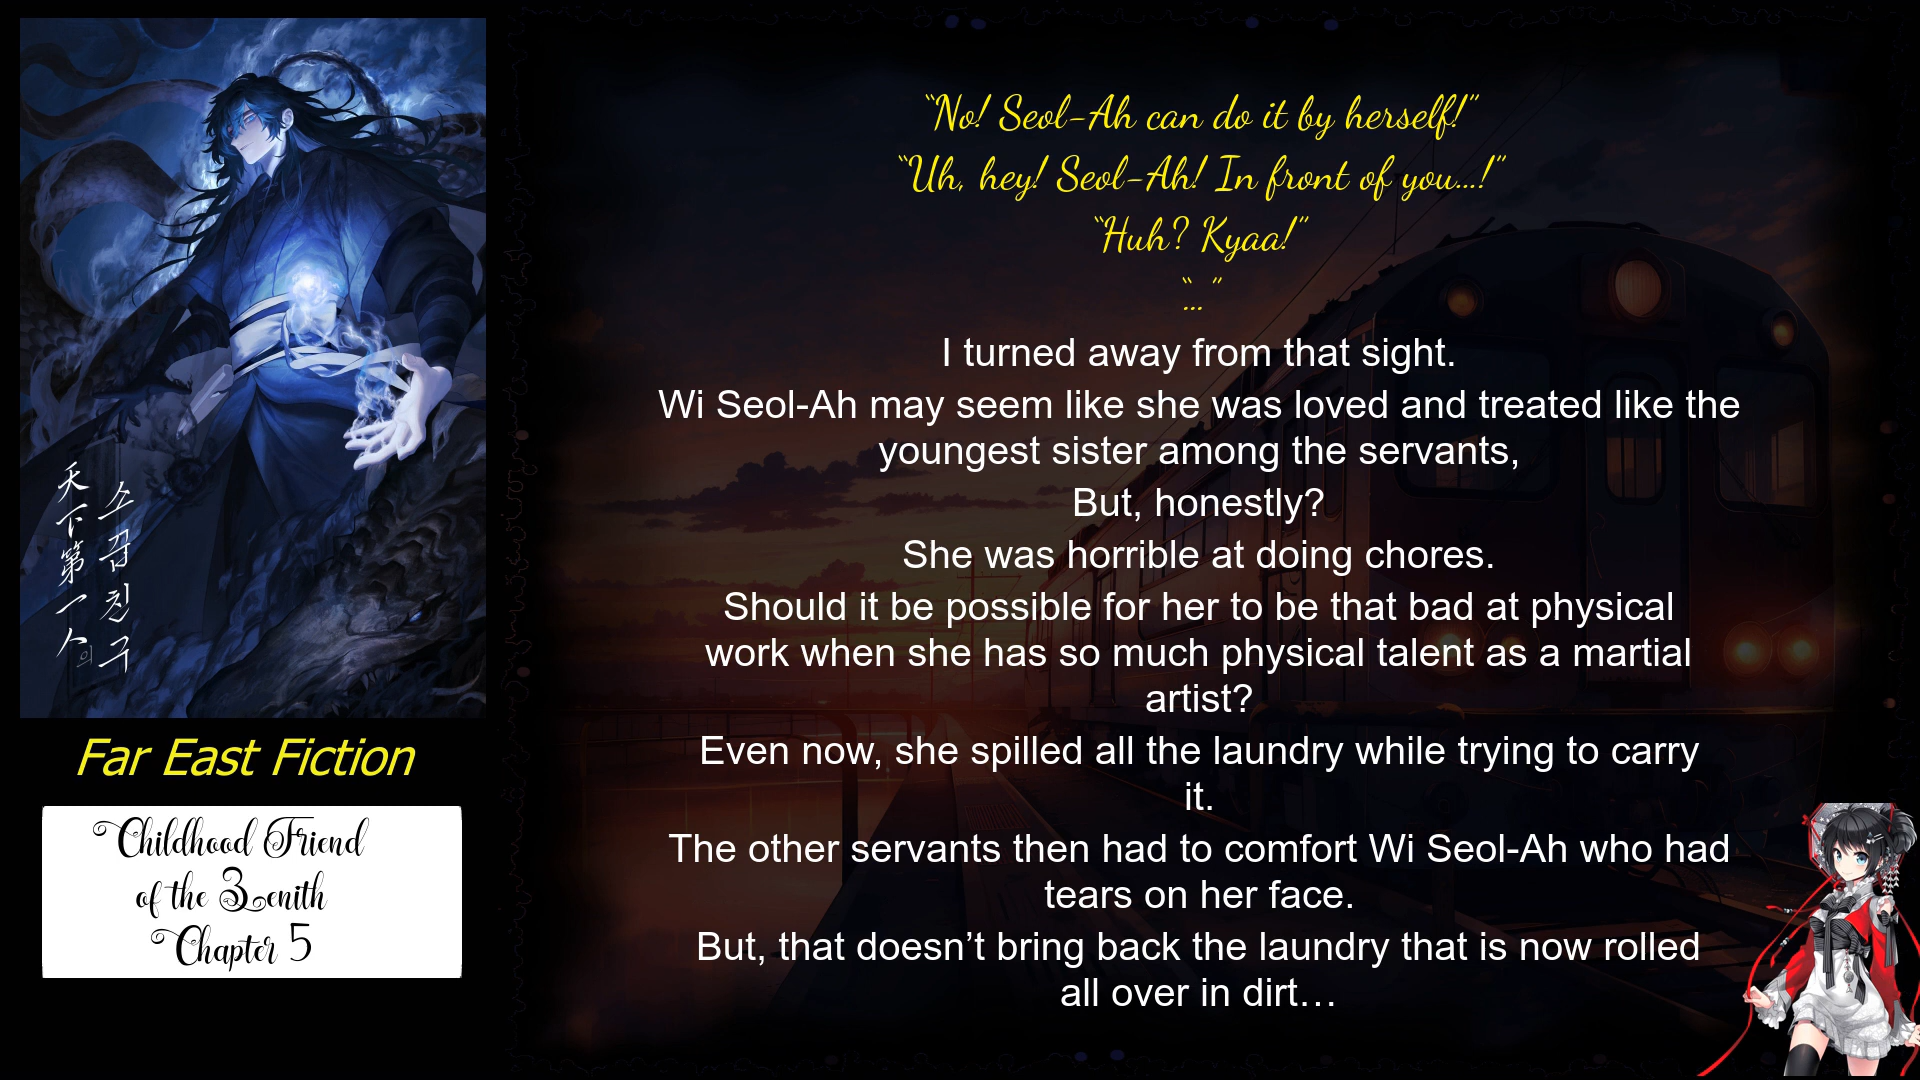 “No! Seol-Ah can do it by herself!”
“Uh, hey! Seol-Ah! In front of you…!”
“Huh? Kyaa!”
“…”
I turned away from that sight.
Wi Seol-Ah may seem like she was loved and treated like the
youngest sister among the servants,
But, honestly?
She was horrible at doing chores.
Should it be possible for her to be that bad at physical
work when she has so much physical talent as a martial
artist?
Even now, she spilled all the laundry while trying to carry
it.
The other servants then had to comfort Wi Seol-Ah who had
tears on her face.
But, that doesn’t bring back the laundry that is now rolled
all over in dirt…
天下第一人의
소꿉친구
Far East Fiction
Childhood Friend
of the Zenith
Chapter 5